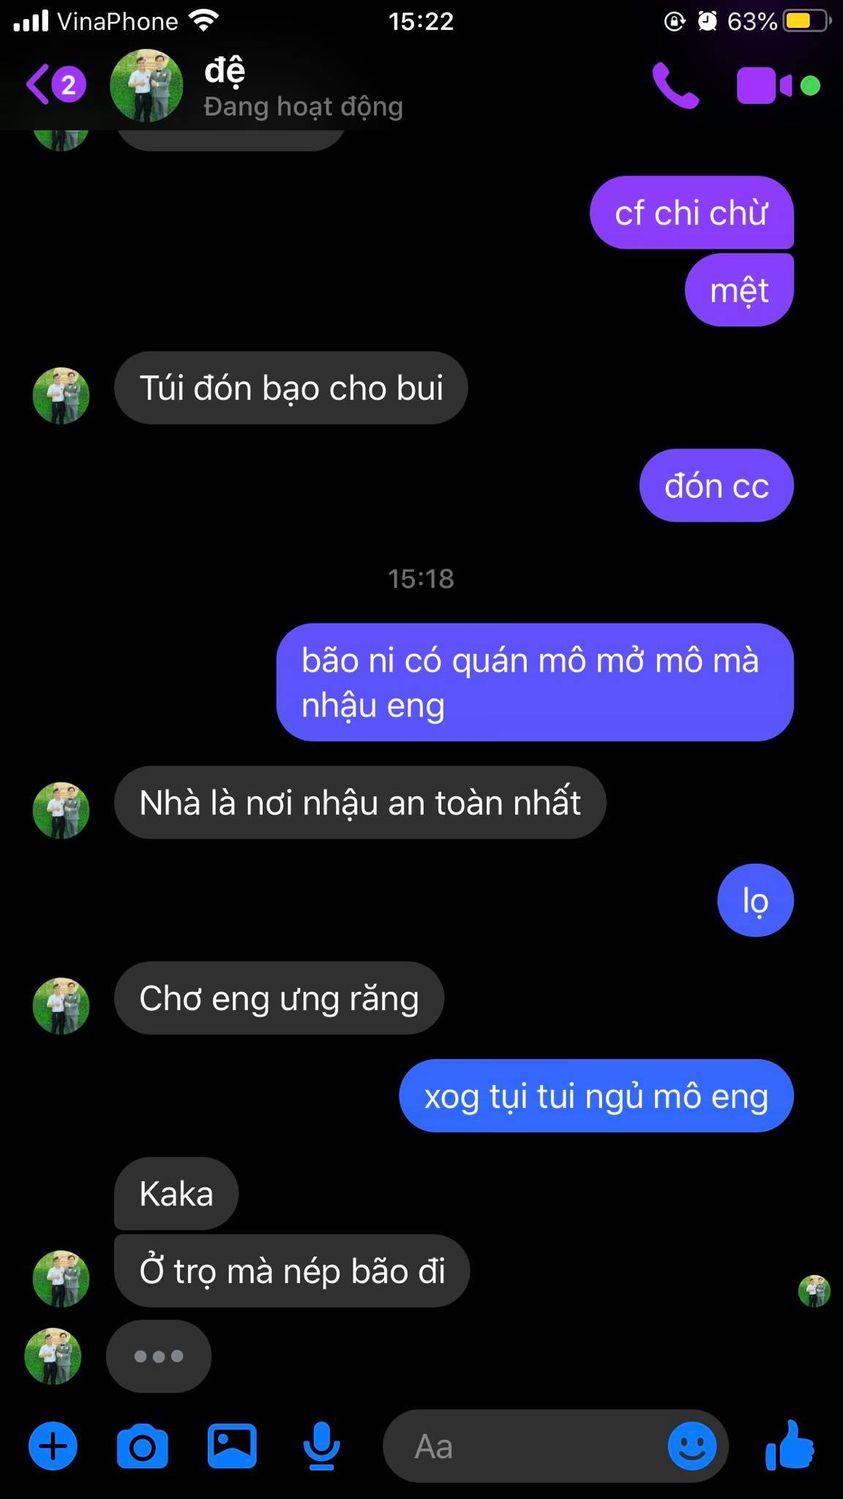 VinaPhone 15:22 63%
2 đệ
Đang hoạt động
cf chi chừ
mệt
Túi đón bạo cho bui
đón cc
15:18
bão ni có quán mô mở mô mà
nhậu eng
Nhà là nơi nhậu an toàn nhất
lọ
Chơ eng ưng răng
xog tụi tui ngủ mô eng
Kaka
Ở trọ mà nép bão đi
Aa